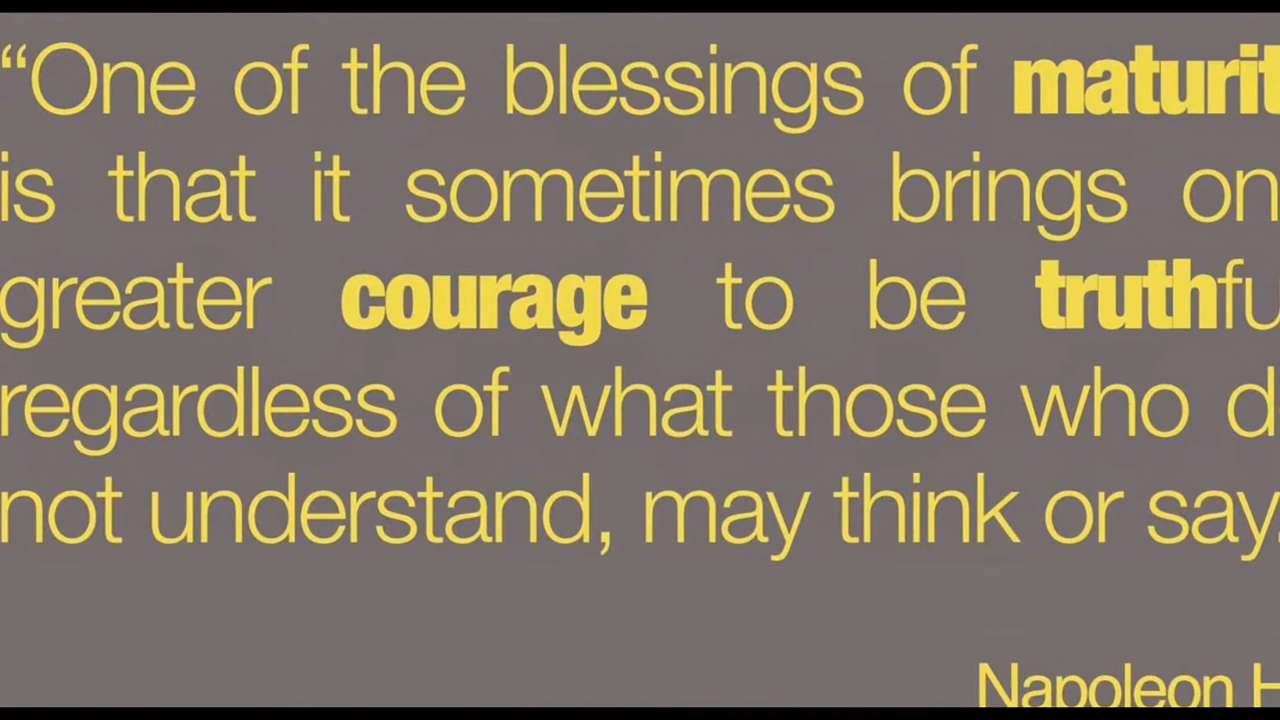 “One of the blessings of maturit
is that it sometimes brings on
greater courage to be truthfu
regardless of what those who d
not understand, may think or say.
Napoleon H